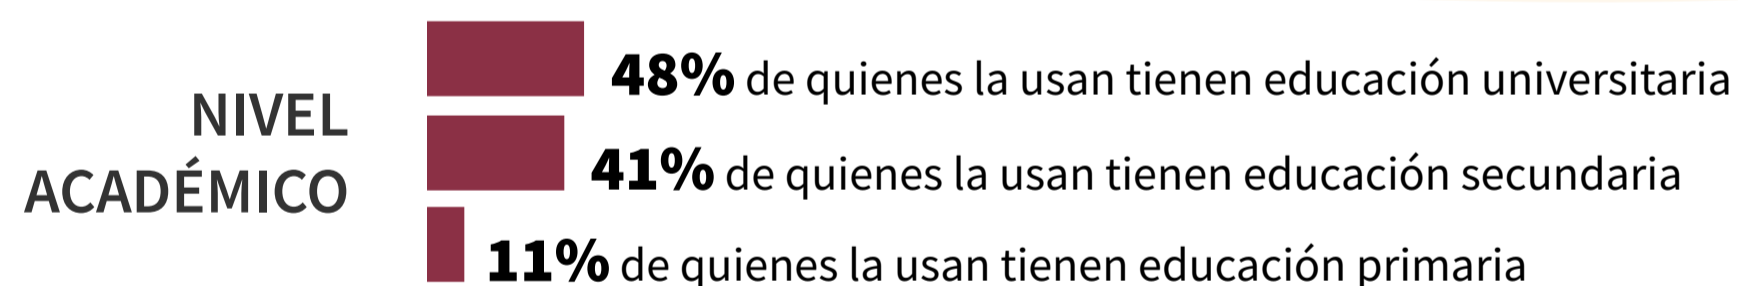 NIVEL
ACADÉMICO
48% de quienes la usan tienen educación universitaria
41% de quienes la usan tienen educación secundaria
11% de quienes la usan tienen educación primaria